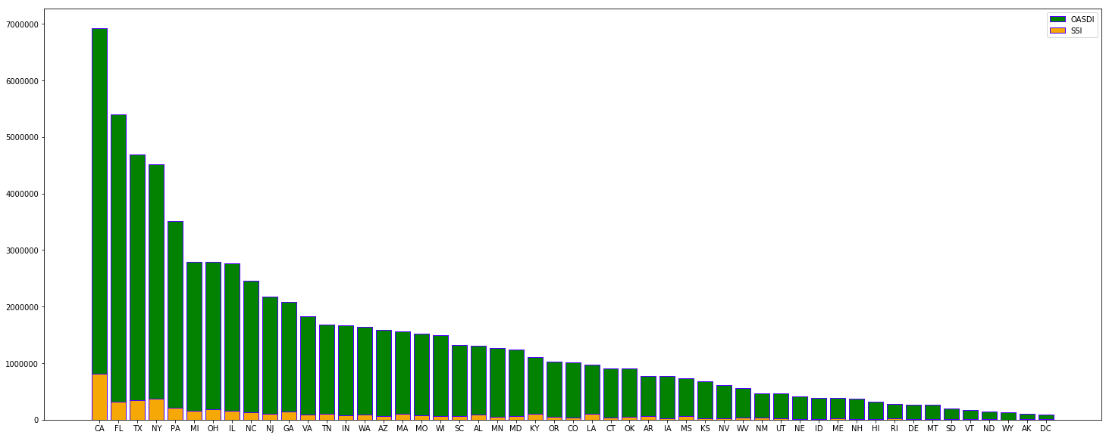 7000000
6000000
5000000
4000000
3000000
2000000
1000000
0
OASDI
SSI
CA FL TX NY PA MI OH IL NC NJ GA VA TN IN WA AZ MA MO WI SC AL MN MD KY OR CO LA CT OK AR IA MS KS NV WV NM UT NE ID ME NH HI RI DE MT SD VT ND WY AK DC